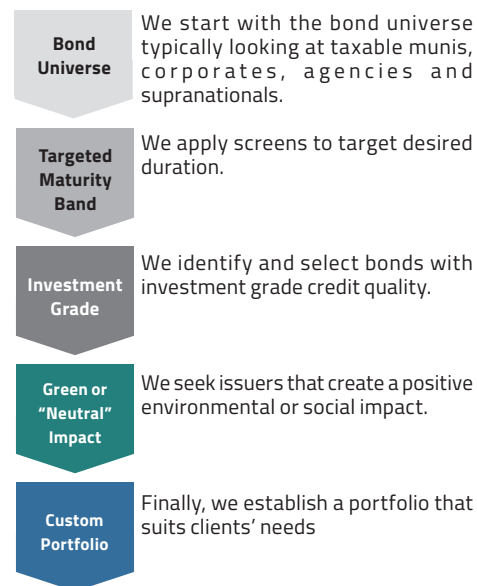 Bond
Universe
We start with the bond universe
typically looking at taxable munis,
corporates, agencies and
supranationals.
Targeted
Maturity
Band
We apply screens to target desired
duration.
Investment
Grade
We identify and select bonds with
investment grade credit quality.
Green or
“Neutral”
Impact
We seek issuers that create a positive
environmental or social impact.
Custom
Portfolio
Finally, we establish a portfolio that
suits clients’ needs